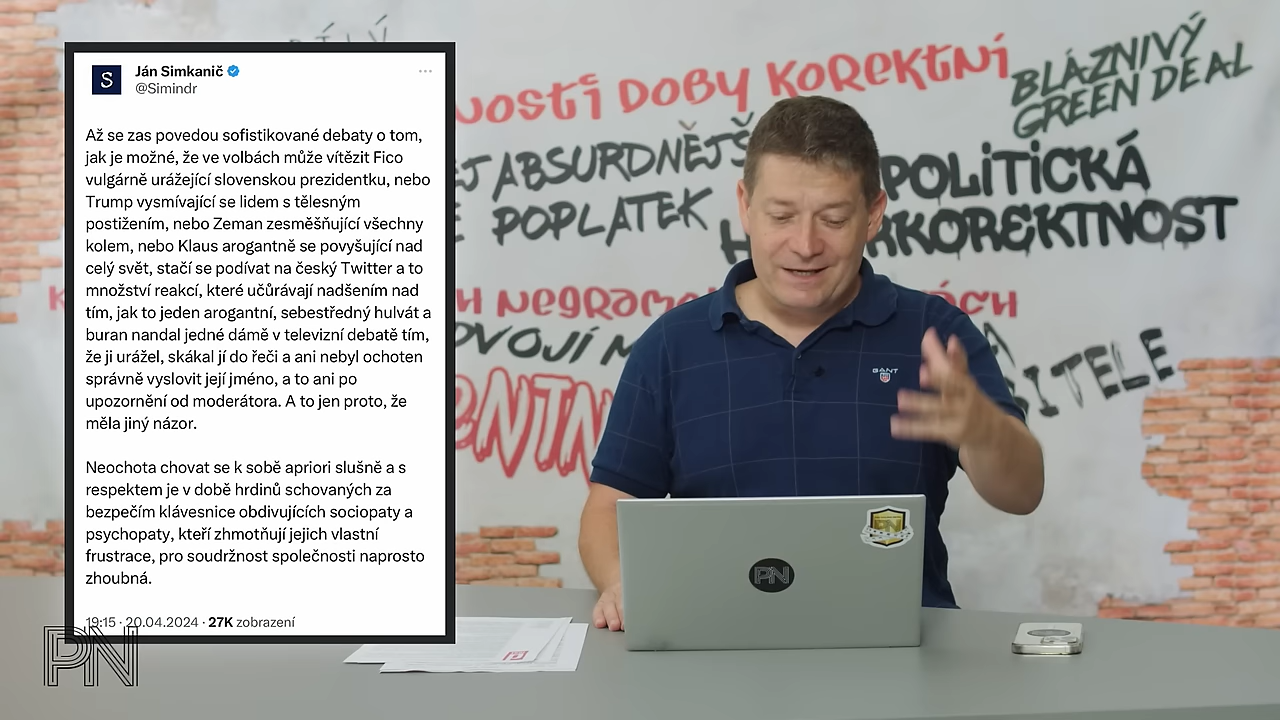 Ján Simkanič
@Simindr
Až se zas povedou sofistikované debaty o tom,
jak je možné, že ve volbách může vítězit Fico
vulgárně urážející slovenskou prezidentku, nebo
Trump vysmívající se lidem s tělesným
postižením, nebo Zeman zesměšňující všechny
kolem, nebo Klaus arogantně se povyšující nad
celý svět, stačí se podívat na český Twitter a to
množství reakcí, které učůrávají nadšením nad
tím, jak to jeden arogantní, sebestředný hulvát a
buran nandal jedné dámě v televizní debatě tím,
že ji urážel, skákal jí do řeči a ani nebyl ochoten
správně vyslovit její jméno, a to ani po
upozornění od moderátora. A to jen proto, že
měla jiný názor.
Neochota chovat se k sobě apriori slušně a s
respektem je v době hrdinů schovaných za
bezpečím klávesnice obdivujících sociopaty a
psychopaty, kteří zhmotňují jejich vlastní
frustrace, pro soudržnost společnosti naprosto
zhoubná.
19:15 · 20.04.2024 · 27K zobrazení
PN
DOBY KOREKTNÍ
BLÁZNIVÝ
GREEN DEAL
POPLATEK
POLITICKÁ
GANT
PN
PN